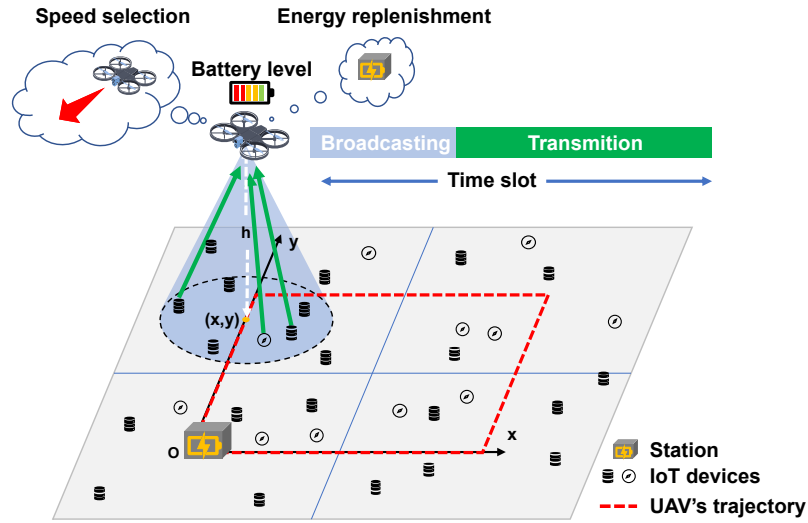 Speed selection
Energy replenishment
Battery level
Broadcasting
Transmition
Time slot
h
y
(x,y)
x
O
Station
IoT devices
UAV's trajectory